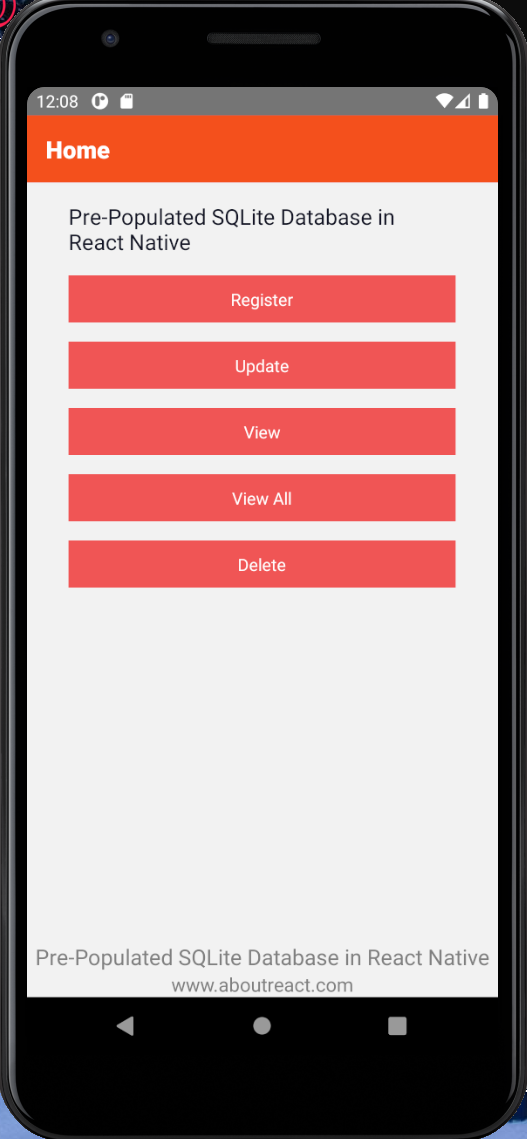 12:08
Home
Pre-Populated SQLite Database in
React Native
Register
Update
View
View All
Delete
Pre-Populated SQLite Database in React Native
www.aboutreact.com